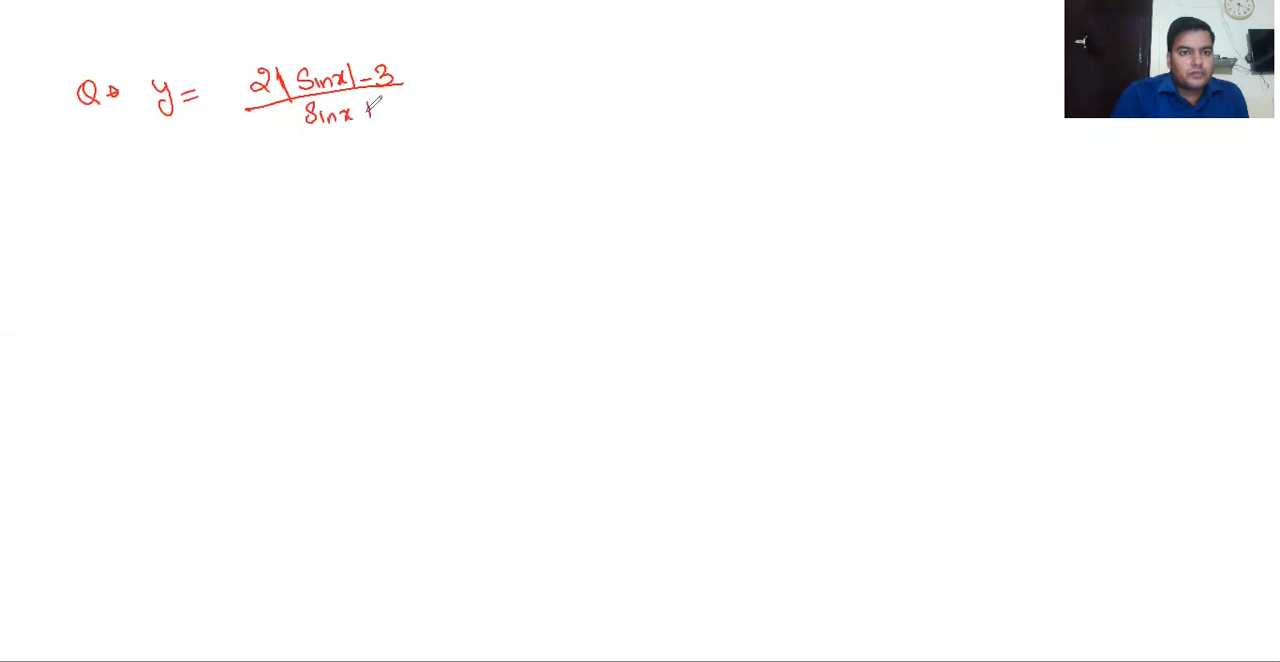 Q. y = 2|sinx|-3
sinx +